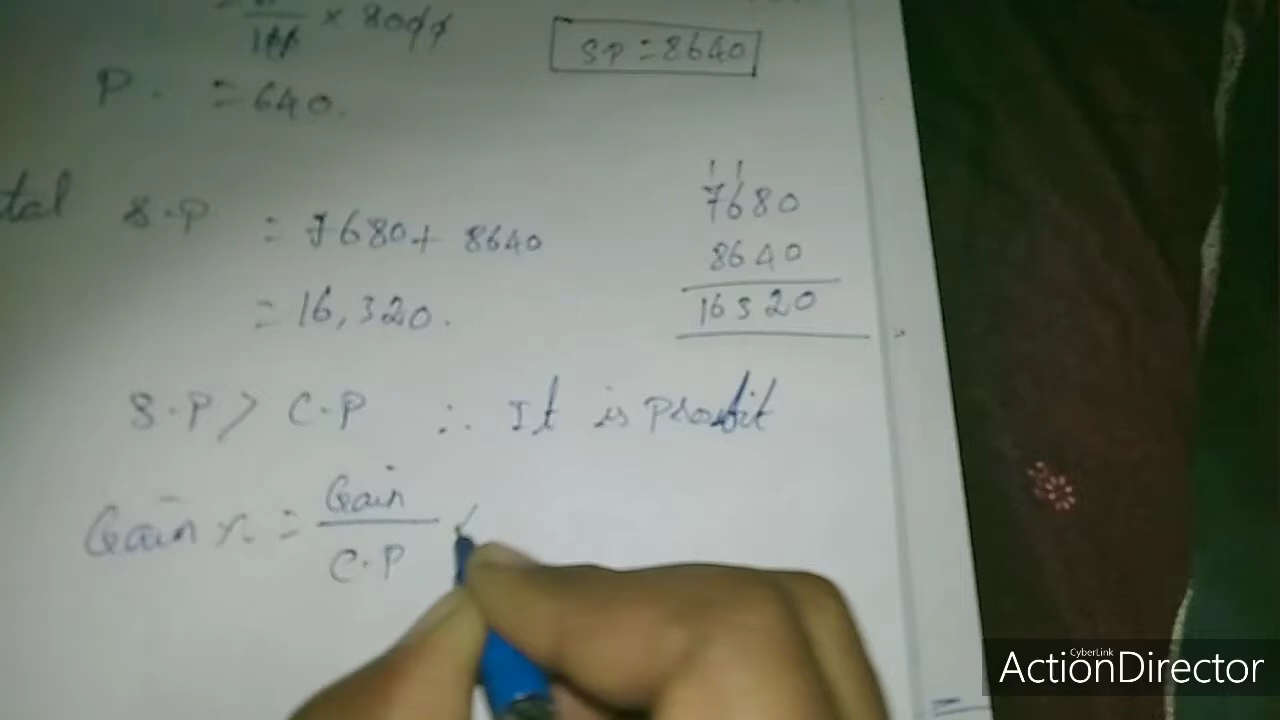 100 × 8000
SP = 8640
P. = 640.
tal S.P = 7680 + 8640
7680
8640
16320
= 16,320.
S.P > C.P ∴ It is Profit
Gain % = Gain / C.P
CyberLink
ActionDirector